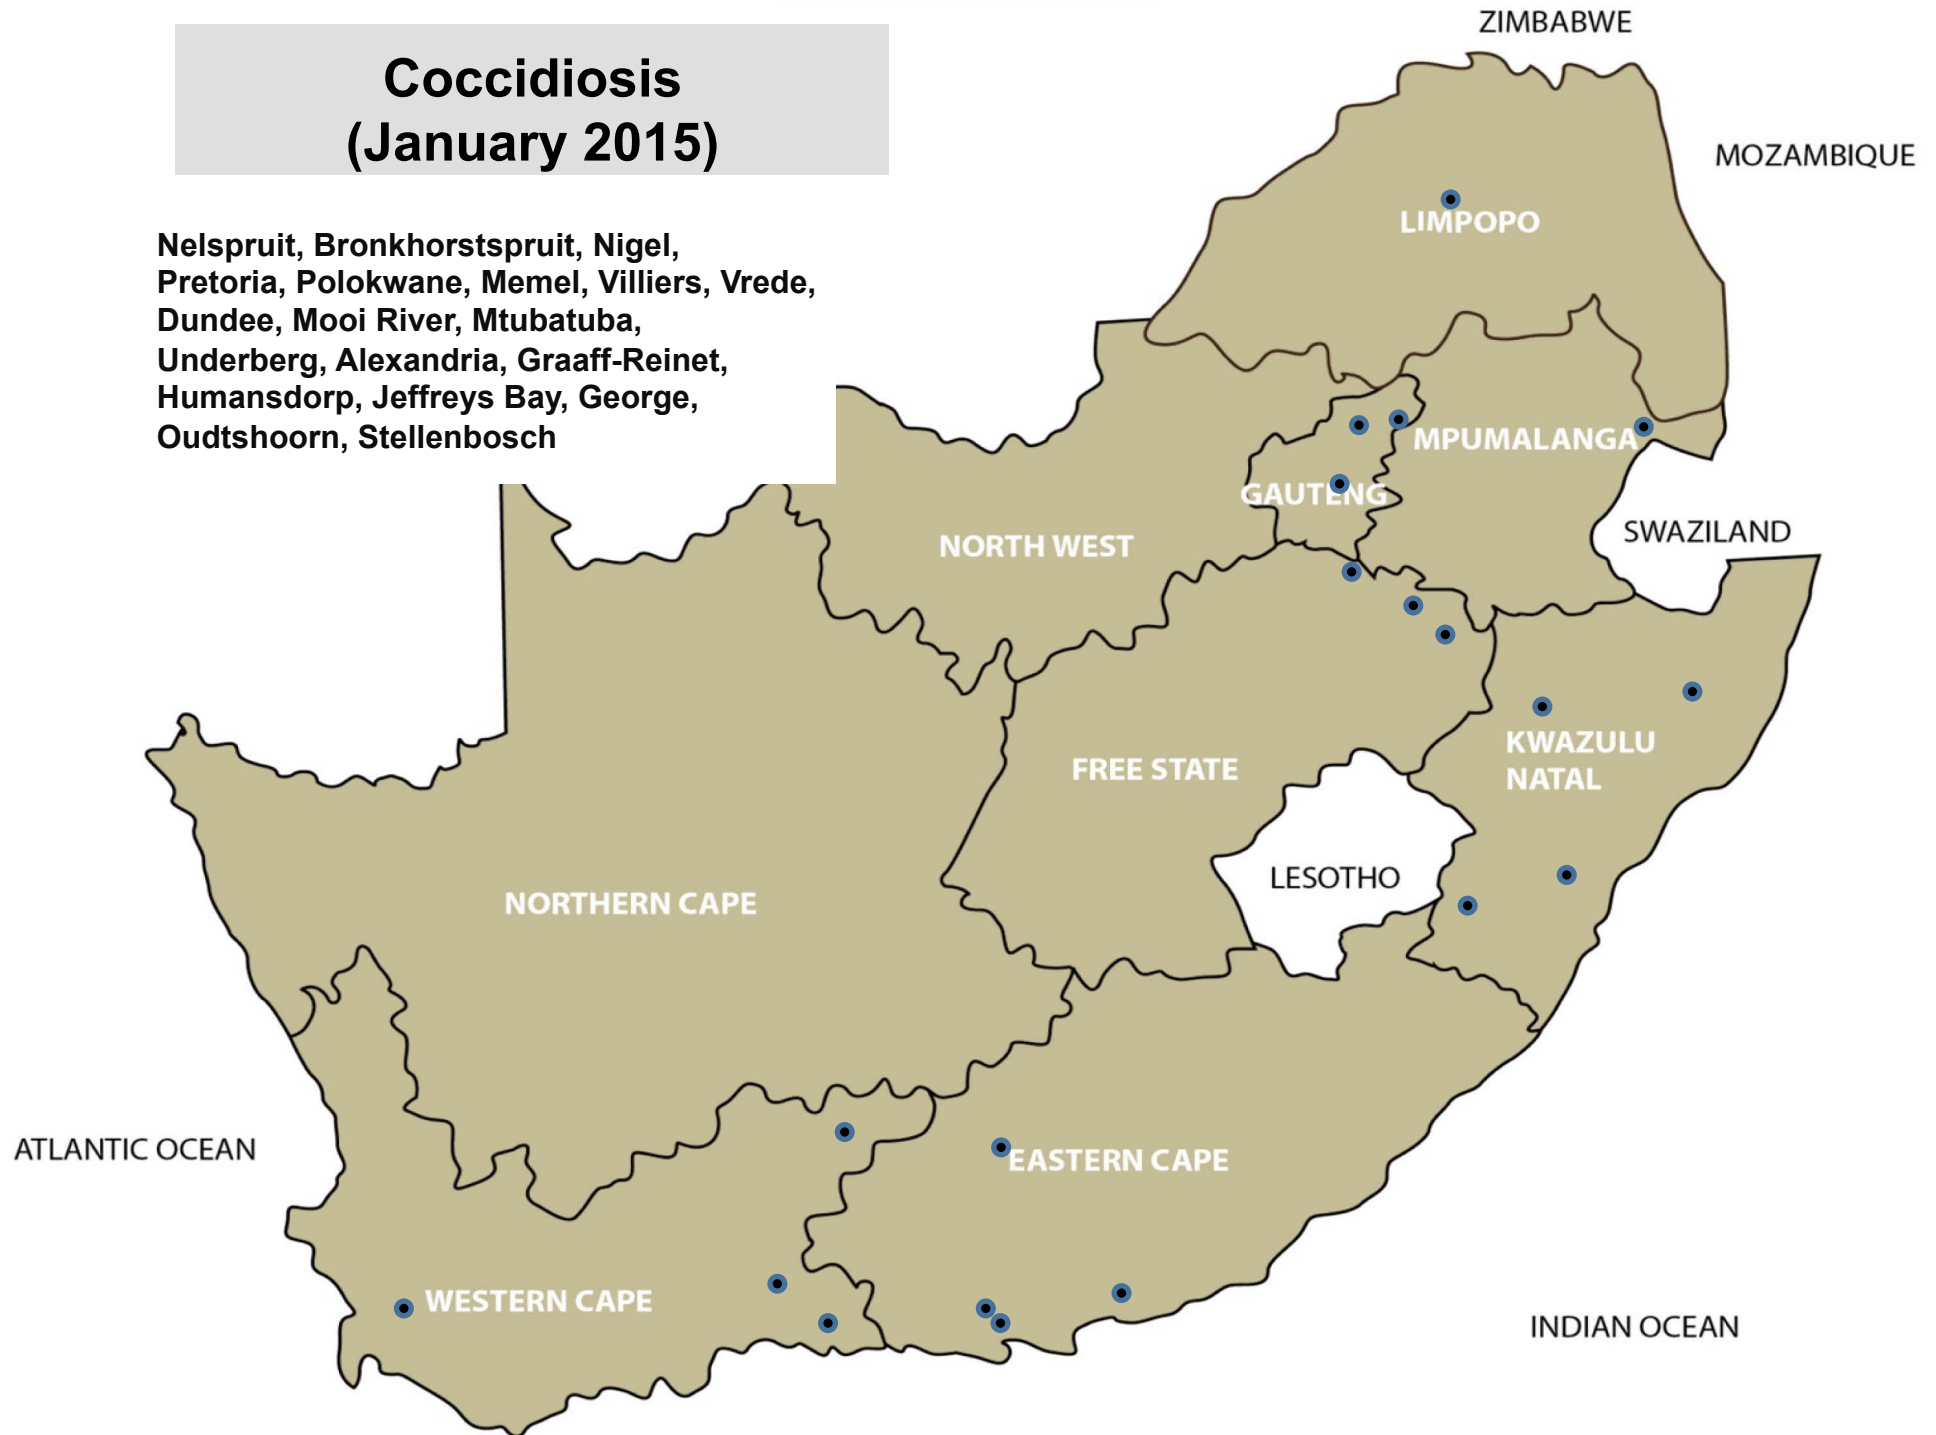 Coccidiosis
(January 2015)
Nelspruit, Bronkhorstspruit, Nigel,
Pretoria, Polokwane, Memel, Villiers, Vrede,
Dundee, Mooi River, Mtubatuba,
Underberg, Alexandria, Graaff-Reinet,
Humansdorp, Jeffreys Bay, George,
Oudtshoorn, Stellenbosch
ZIMBABWE
MOZAMBIQUE
LIMPOPO
MPUMALANGA
GAUTENG
SWAZILAND
NORTH WEST
KWAZULU
NATAL
FREE STATE
LESOTHO
NORTHERN CAPE
ATLANTIC OCEAN
EASTERN CAPE
WESTERN CAPE
INDIAN OCEAN